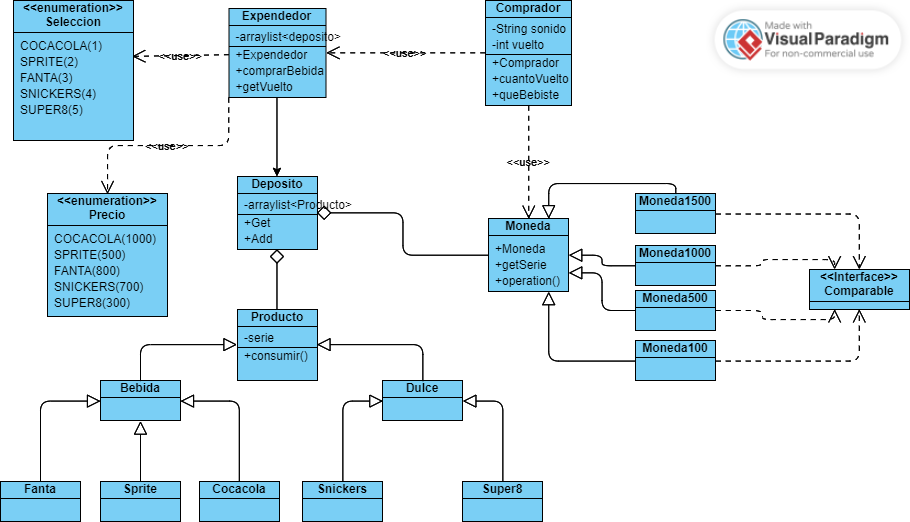 <<enumeration>>
Seleccion
COCACOLA(1)
SPRITE(2)
FANTA(3)
SNICKERS(4)
SUPER8(5)
<<use>>
Expendedor
-arraylist<deposito>
+Expendedor
+comprarBebida
+getVuelto
<<use>>
Comprador
-String sonido
-int vuelto
+Comprador
+cuantoVuelto
+queBebiste
Made with
VisualParadigm
For non-commercial use
<<use>>
<<use>>
<<enumeration>>
Precio
COCACOLA(1000)
SPRITE(500)
FANTA(800)
SNICKERS(700)
SUPER8(300)
Deposito
-arraylist<Producto>
+Get
+Add
Moneda
+Moneda
+getSerie
+operation()
Moneda1500
Moneda1000
Moneda500
Moneda100
<<Interface>>
Comparable
Producto
-serie
+consumir()
Bebida
Dulce
Fanta
Sprite
Cocacola
Snickers
Super8